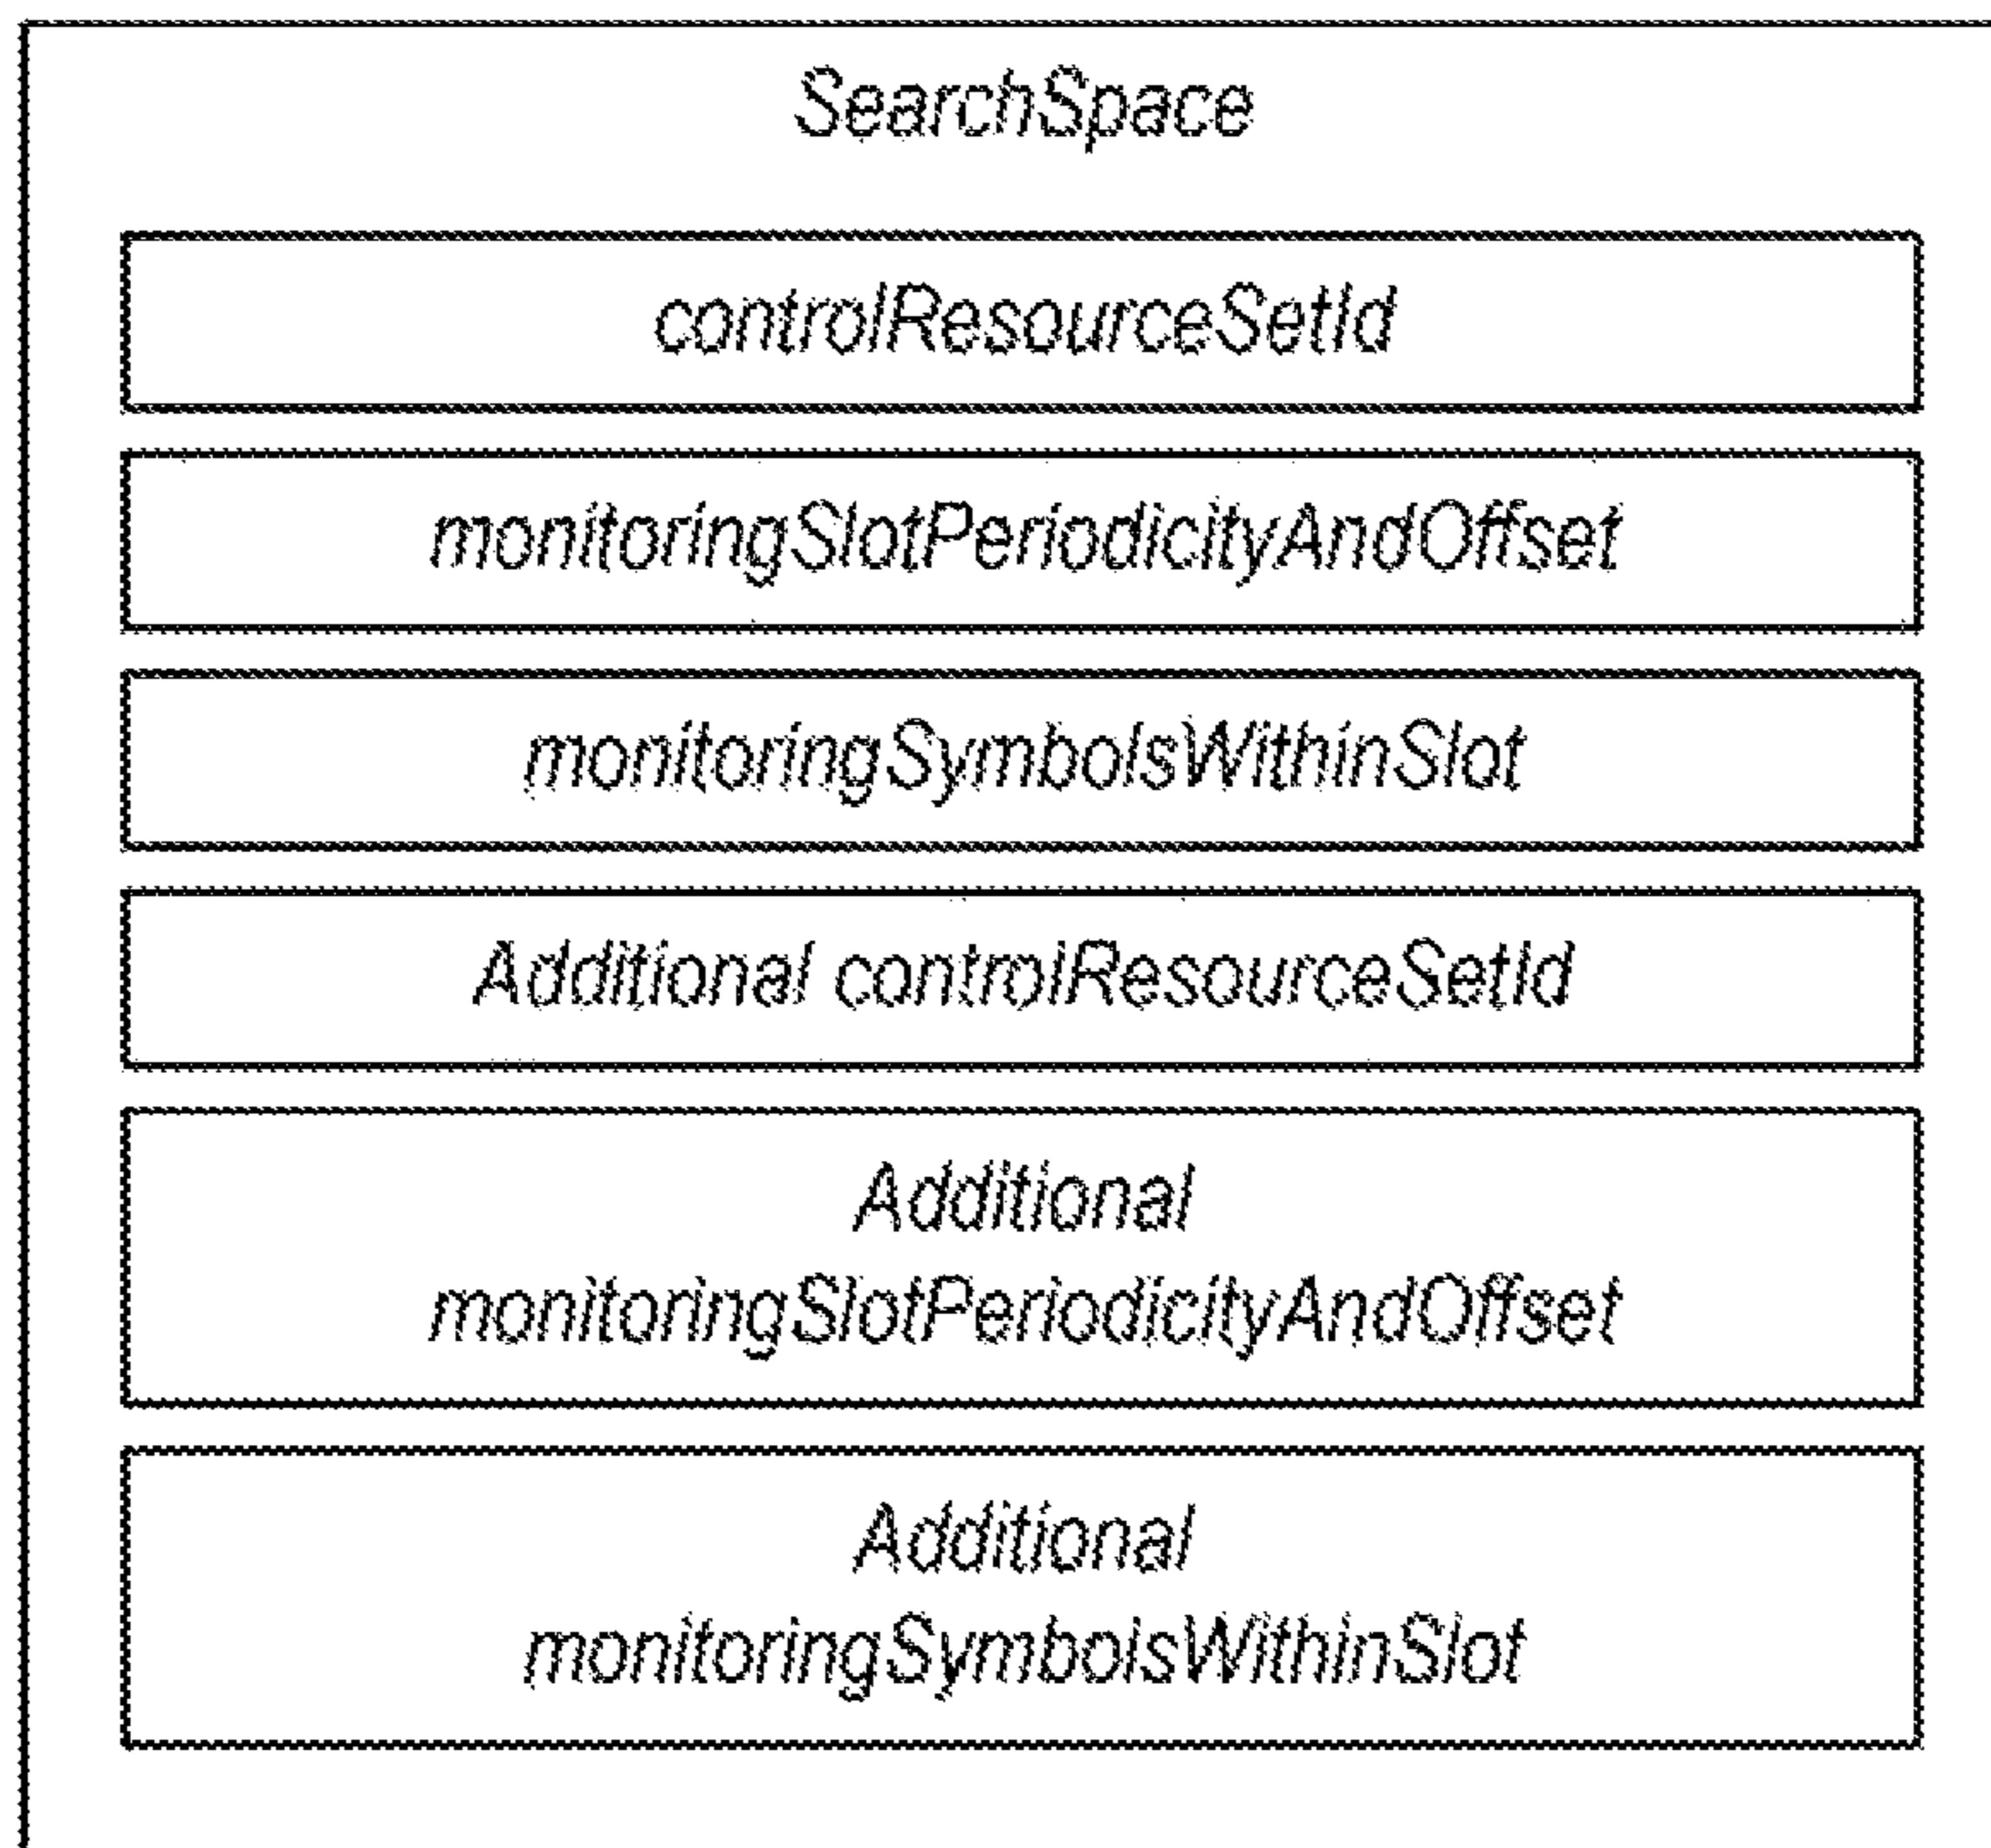 SearchSpace
controlResourceSetId
monitoringSlotPeriodicityAndOffset
monitoringSymbolsWithinSlot
Additional controlResourceSetId
Additional
monitoringSlotPeriodicityAndOffset
Additional
monitoringSymbolsWithinSlot